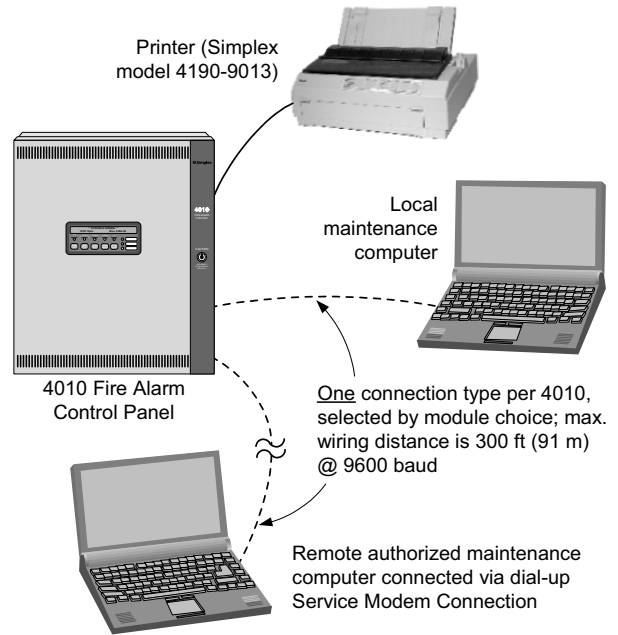 Printer (Simplex
model 4190-9013)
Simplex
4010
Local
maintenance
computer
4010 Fire Alarm
Control Panel
One connection type per 4010,
selected by module choice; max.
wiring distance is 300 ft (91 m)
@ 9600 baud
Remote authorized maintenance
computer connected via dial-up
Service Modem Connection